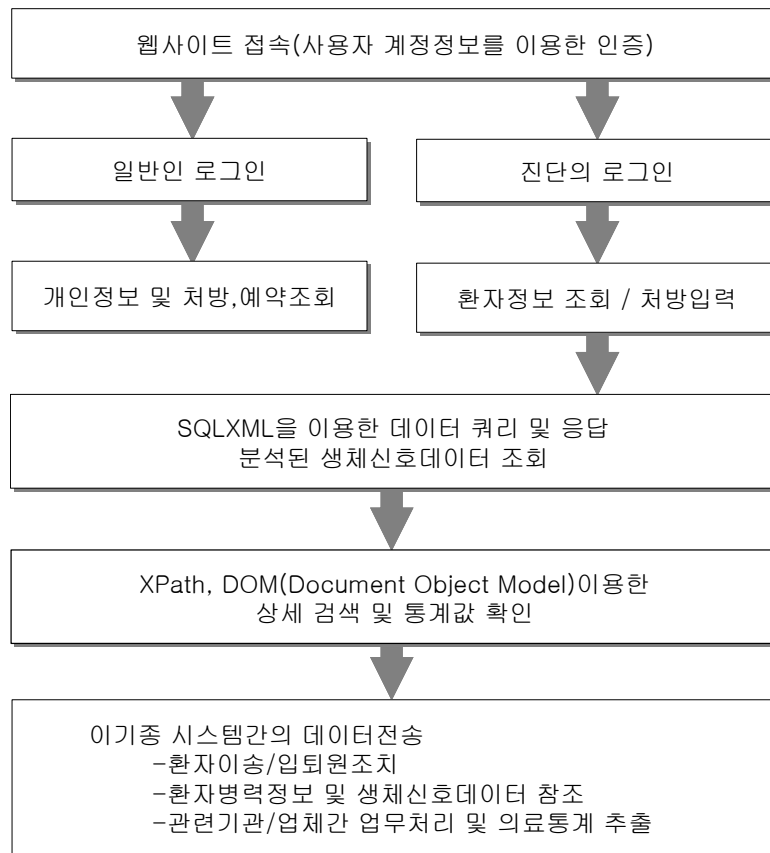 웹사이트 접속(사용자 계정정보를 이용한 인증)
일반인 로그인
진단의 로그인
개인정보 및 처방,예약조회
환자정보 조회 / 처방입력
SQLXML을 이용한 데이터 쿼리 및 응답
분석된 생체신호데이터 조회
XPath, DOM(Document Object Model)이용한
상세 검색 및 통계값 확인
이기종 시스템간의 데이터전송
-환자이송/입퇴원조치
-환자병력정보 및 생체신호데이터 참조
-관련기관/업체간 업무처리 및 의료통계 추출